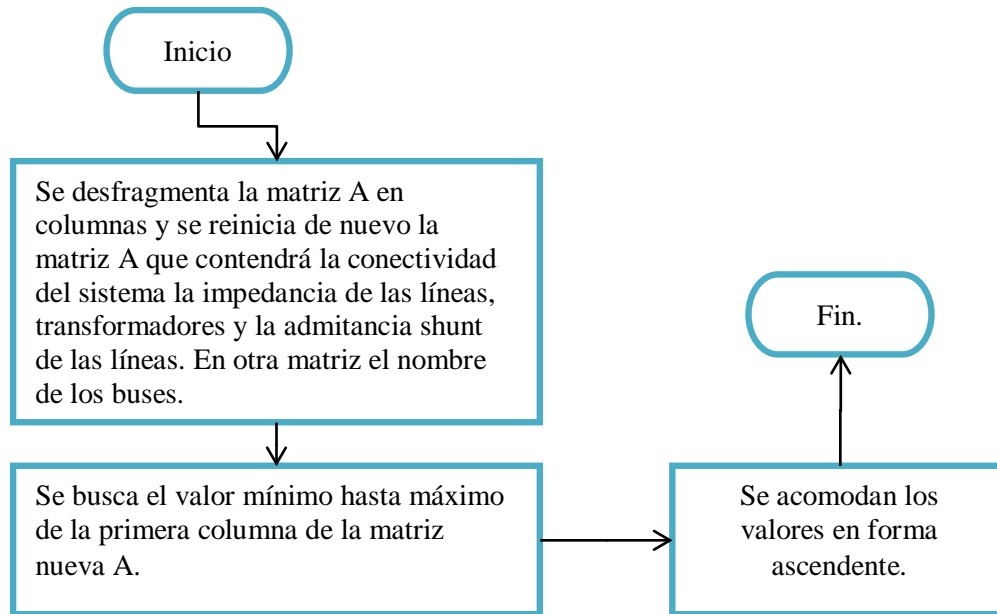 Inicio
Se desfragmenta la matriz A en
columnas y se reinicia de nuevo la
matriz A que contendrá la conectividad
del sistema la impedancia de las líneas,
transformadores y la admitancia shunt
de las líneas. En otra matriz el nombre
de los buses.
Se busca el valor mínimo hasta máximo
de la primera columna de la matriz
nueva A.
Se acomodan los
valores en forma
ascendente.
Fin.